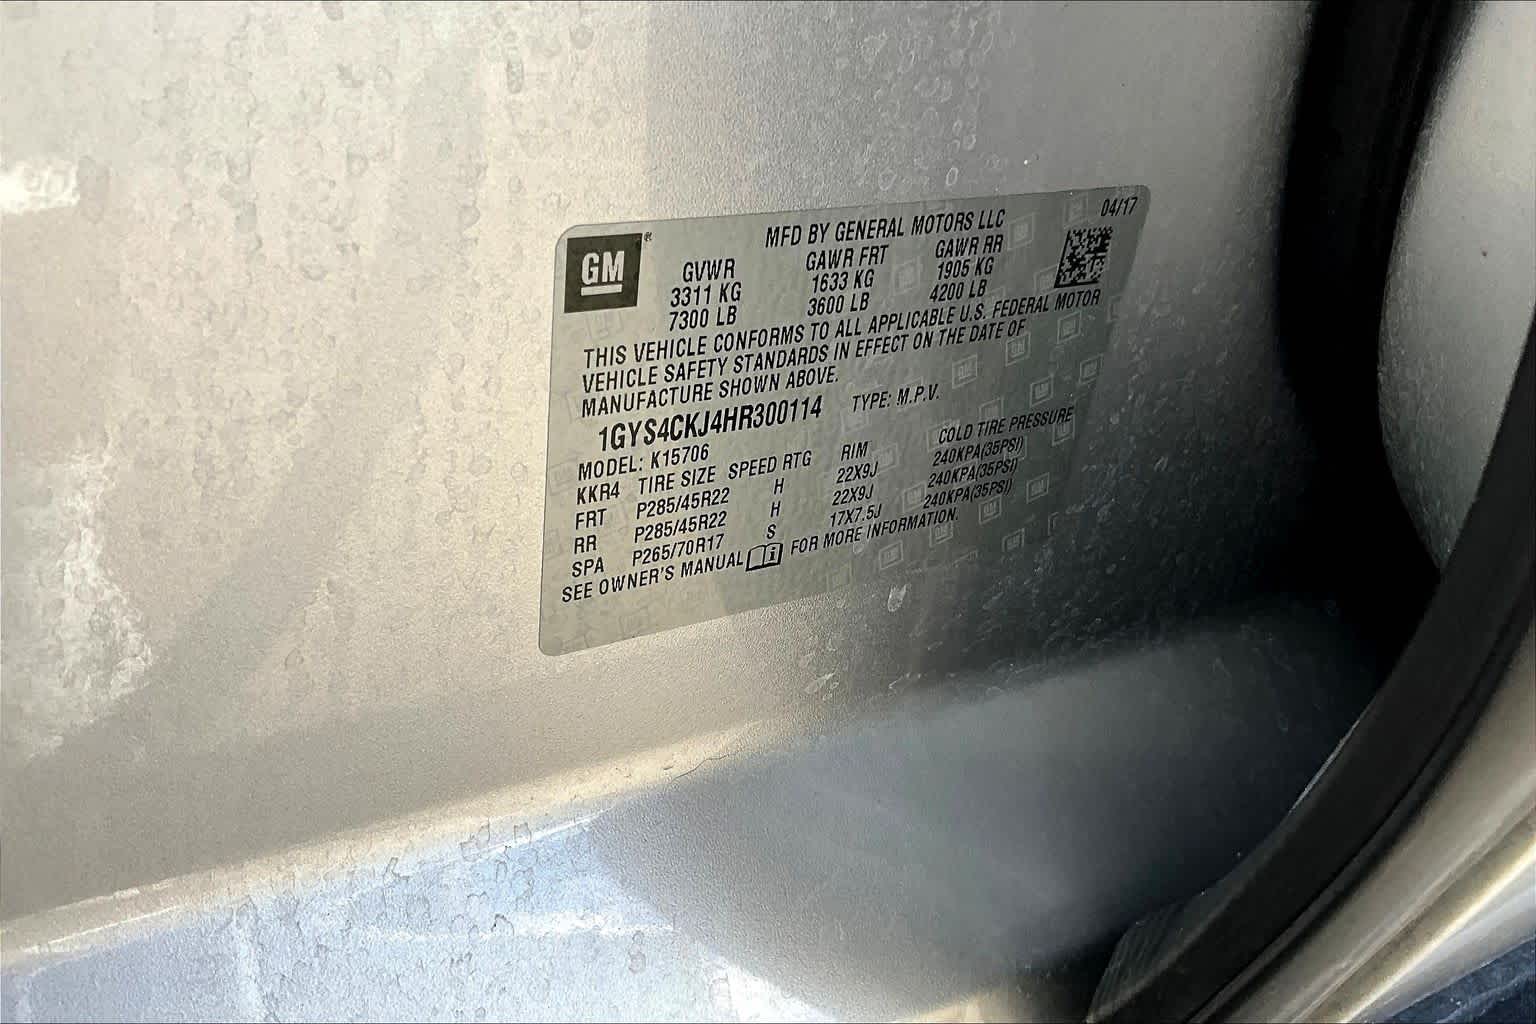 GM®
MFD BY GENERAL MOTORS LLC 04/17
GVWR GAWR FRT GAWR RR
3311 KG 1633 KG 1905 KG
7300 LB 3600 LB 4200 LB
THIS VEHICLE CONFORMS TO ALL APPLICABLE U.S. FEDERAL MOTOR
VEHICLE SAFETY STANDARDS IN EFFECT ON THE DATE OF
MANUFACTURE SHOWN ABOVE.
1GYS4CKJ4HR300114 TYPE: M.P.V.
MODEL: K15706
KKR4 TIRE SIZE SPEED RTG RIM COLD TIRE PRESSURE
FRT P285/45R22 H 22X9J 240KPA(35PSI)
RR P285/45R22 H 22X9J 240KPA(35PSI)
SPA P265/70R17 S 17X7.5J 240KPA(35PSI)
SEE OWNER'S MANUAL FOR MORE INFORMATION.